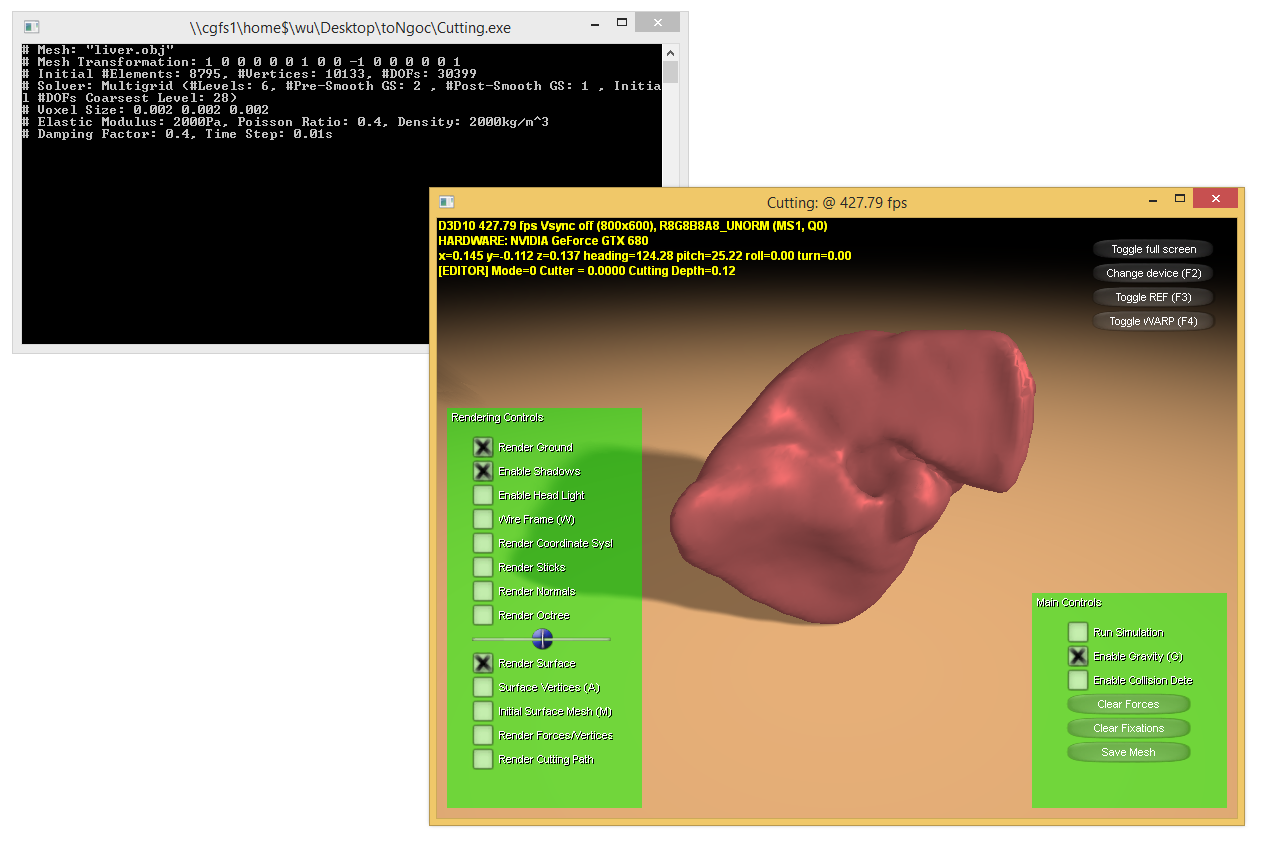 \\cgfs1\home$\wu\Desktop\toNgoc\Cutting.exe
# Mesh: "liver.obj"
# Mesh Transformation: 1 0 0 0 0 0 1 0 0 -1 0 0 0 0 0 1
# Initial #Elements: 8795, #Vertices: 10133, #DOFs: 30399
# Solver: Multigrid (#Levels: 6, #Pre-Smooth GS: 2 , #Post-Smooth GS: 1 , Initia
l #DOFs Coarsest Level: 28)
# Voxel Size: 0.002 0.002 0.002
# Elastic Modulus: 2000Pa, Poisson Ratio: 0.4, Density: 2000kg/m^3
# Damping Factor: 0.4, Time Step: 0.01s
Cutting: @ 427.79 fps
D3D10 427.79 fps Vsync off (800x600), R8G8B8A8_UNORM (MS1, Q0)
HARDWARE: NVIDIA GeForce GTX 680
x=0.145 y=-0.112 z=0.137 heading=124.28 pitch=25.22 roll=0.00 turn=0.00
[EDITOR] Mode=0 Cutter = 0.0000 Cutting Depth=0.12
Toggle full screen
Change device (F2)
Toggle REF (F3)
Toggle WARP (F4)
Rendering Controls
Render Ground
Enable Shadows
Enable Head Light
Wire Frame (W)
Render Coordinate Syst
Render Sticks
Render Normals
Render Octree
Render Surface
Surface Vertices (A)
Initial Surface Mesh (M)
Render Forces/Vertices
Render Cutting Path
Main Controls
Run Simulation
Enable Gravity (G)
Enable Collision Dete
Clear Forces
Clear Fixations
Save Mesh